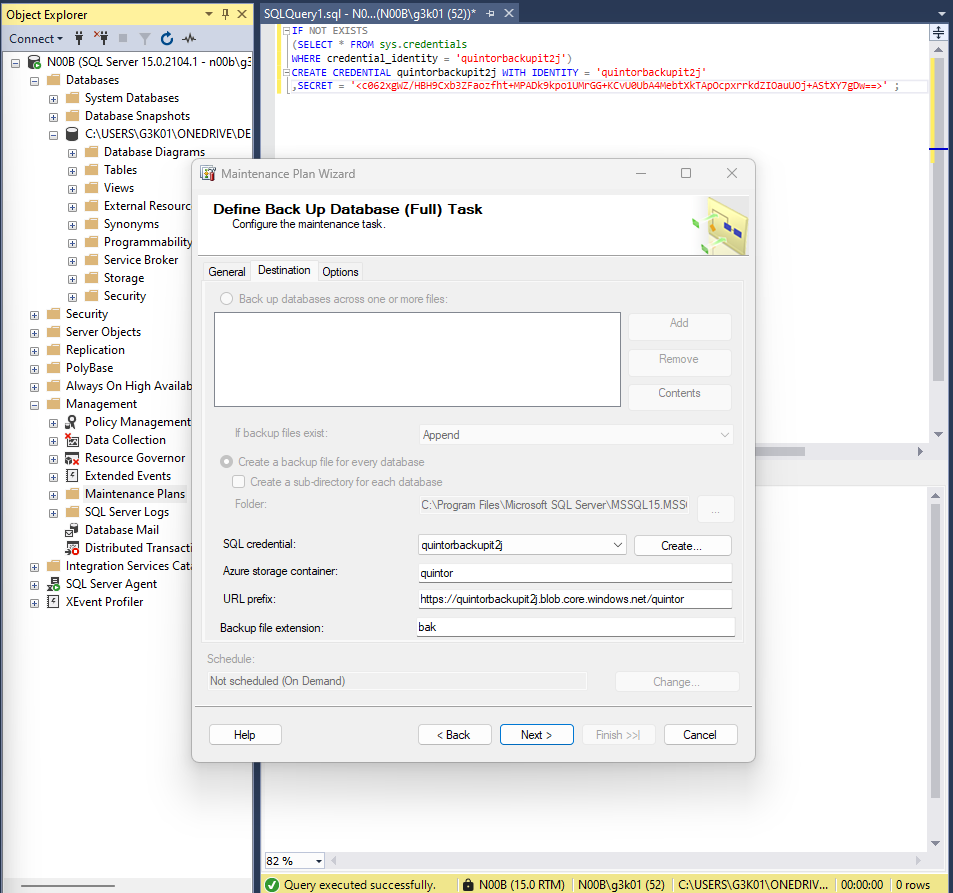 Object Explorer
SQLQuery1.sql - N0...(N00B\g3k01 (52))*
Connect
N00B (SQL Server 15.0.2104.1 - n00b\g3
Databases
System Databases
Database Snapshots
C:\USERS\G3K01\ONEDRIVE\DE
Database Diagrams
Tables
Views
External Resourc
Synonyms
Programmability
Service Broker
Storage
Security
Security
Server Objects
Replication
PolyBase
Always On High Availab
Management
Policy Management
Data Collection
Resource Governor
Extended Events
Maintenance Plans
SQL Server Logs
Database Mail
Distributed Transacti
Integration Services Cata
SQL Server Agent
XEvent Profiler
IF NOT EXISTS
(SELECT * FROM sys.credentials
WHERE credential_identity = 'quintorbackupit2j')
CREATE CREDENTIAL quintorbackupit2j WITH IDENTITY = 'quintorbackupit2j'
,SECRET = '<c062xgWZ/HBH9Cxb3ZFaozfht+MPADk9kpo1UMrGG+KCvU0UbA4MebtXkTApOcpxrrkdZIOauUOj+AStXY7gDw==>' ;
Maintenance Plan Wizard
Define Back Up Database (Full) Task
Configure the maintenance task.
General Destination Options
Back up databases across one or more files:
Add
Remove
Contents
If backup files exist: Append
Create a backup file for every database
Create a sub-directory for each database
Folder: C:\Program Files\Microsoft SQL Server\MSSQL15.MSS ...
SQL credential: quintorbackupit2j Create...
Azure storage container: quintor
URL prefix: https://quintorbackupit2j.blob.core.windows.net/quintor
Backup file extension: bak
Schedule:
Not scheduled (On Demand) Change...
Help < Back Next > Finish >>| Cancel
82 %
Query executed successfully. N00B (15.0 RTM) N00B\g3k01 (52) C:\USERS\G3K01\ONEDRIV... 00:00:00 0 rows